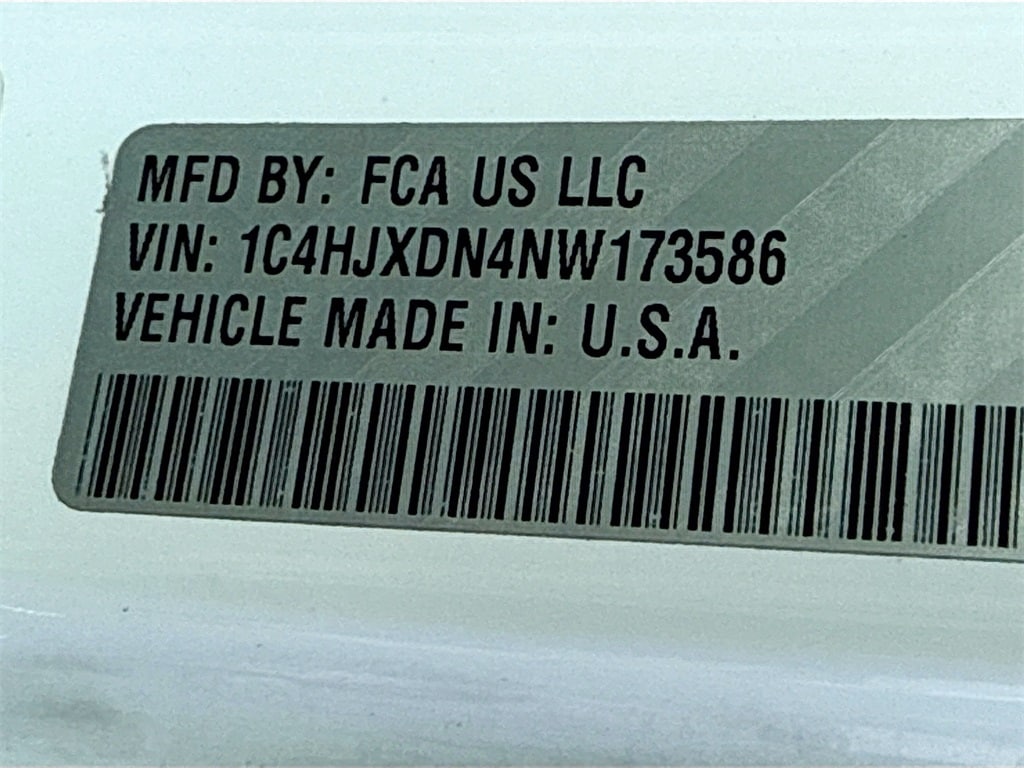 MFD BY: FCA US LLC
VIN: 1C4HJXDN4NW173586
VEHICLE MADE IN: U.S.A.